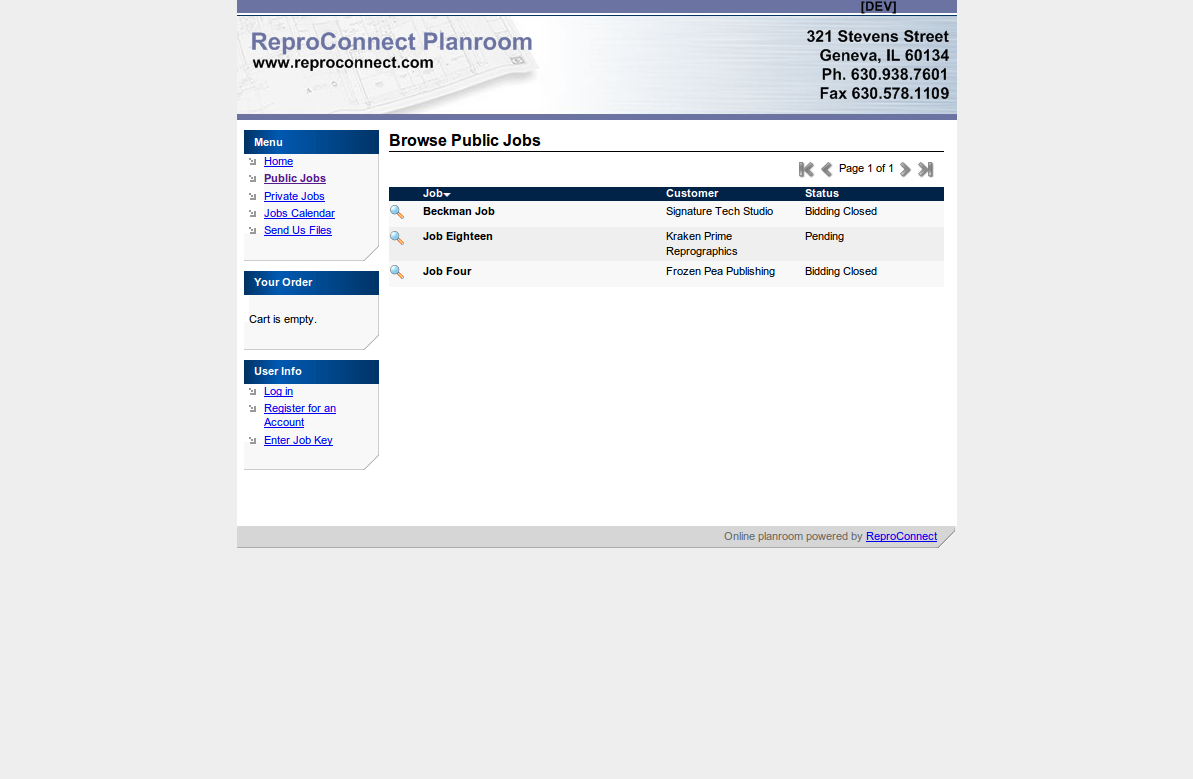 [DEV]
ReproConnect Planroom
www.reproconnect.com
321 Stevens Street
Geneva, IL 60134
Ph. 630.938.7601
Fax 630.578.1109
Menu
Home
Public Jobs
Private Jobs
Jobs Calendar
Send Us Files
Your Order
Cart is empty.
User Info
Log in
Register for an
Account
Enter Job Key
Browse Public Jobs
Page 1 of 1
Job Customer Status
Beckman Job Signature Tech Studio Bidding Closed
Job Eighteen Kraken Prime Pending
Reprographics
Job Four Frozen Pea Publishing Bidding Closed
Online planroom powered by ReproConnect